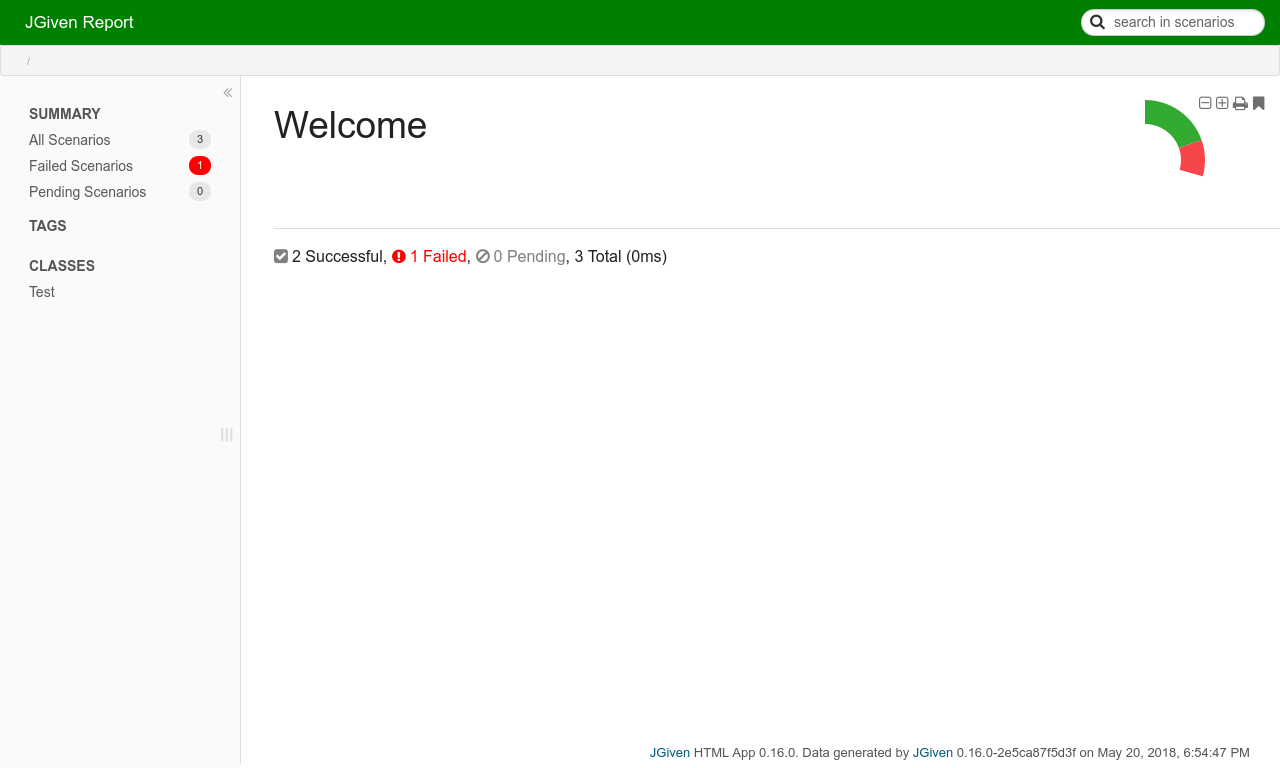 JGiven Report
search in scenarios
/
«
SUMMARY
All Scenarios 3
Failed Scenarios 1
Pending Scenarios 0
TAGS
CLASSES
Test
Welcome
2 Successful, 1 Failed, 0 Pending, 3 Total (0ms)
JGiven HTML App 0.16.0. Data generated by JGiven 0.16.0-2e5ca87f5d3f on May 20, 2018, 6:54:47 PM